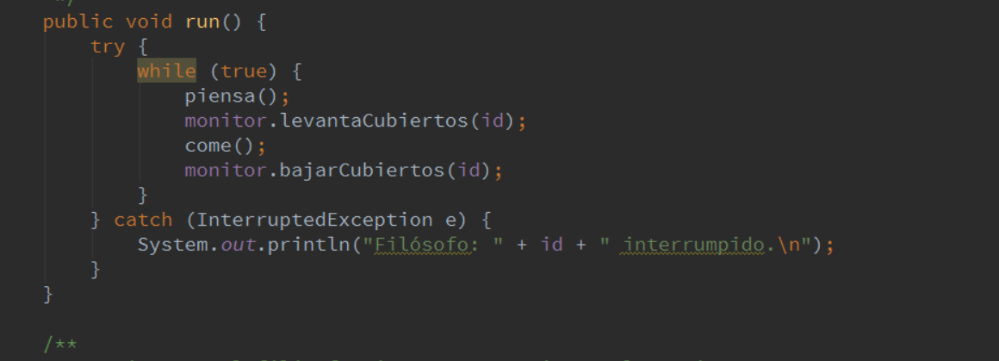 */
public void run() {
try {
while (true) {
piensa();
monitor.levantaCubiertos(id);
come();
monitor.bajarCubiertos(id);
}
} catch (InterruptedException e) {
System.out.println("Filósofo: " + id + " interrumpido.\n");
}
}
/**